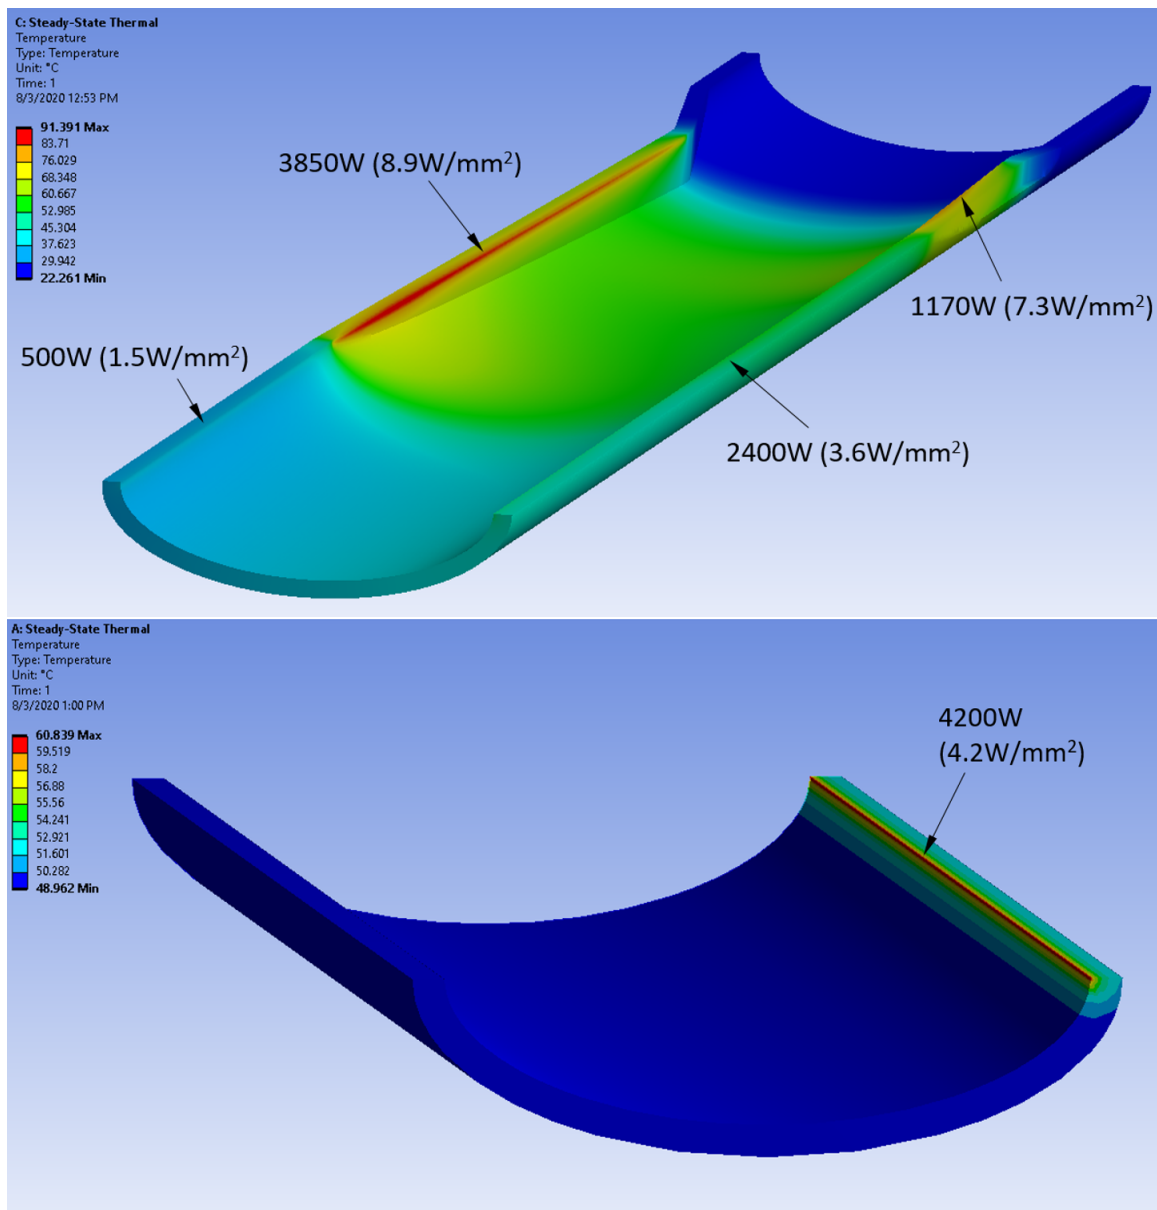 C: Steady-State Thermal
Temperature
Type: Temperature
Unit: °C
Time: 1
8/3/2020 12:53 PM
91.391 Max
83.71
76.029
68.348
60.667
52.985
45.304
37.623
29.942
22.261 Min
3850W (8.9W/mm²)
1170W (7.3W/mm²)
500W (1.5W/mm²)
2400W (3.6W/mm²)
A: Steady-State Thermal
Temperature
Type: Temperature
Unit: °C
Time: 1
8/3/2020 1:00 PM
60.839 Max
59.519
58.2
56.88
55.56
54.241
52.921
51.601
50.282
48.962 Min
4200W
(4.2W/mm²)